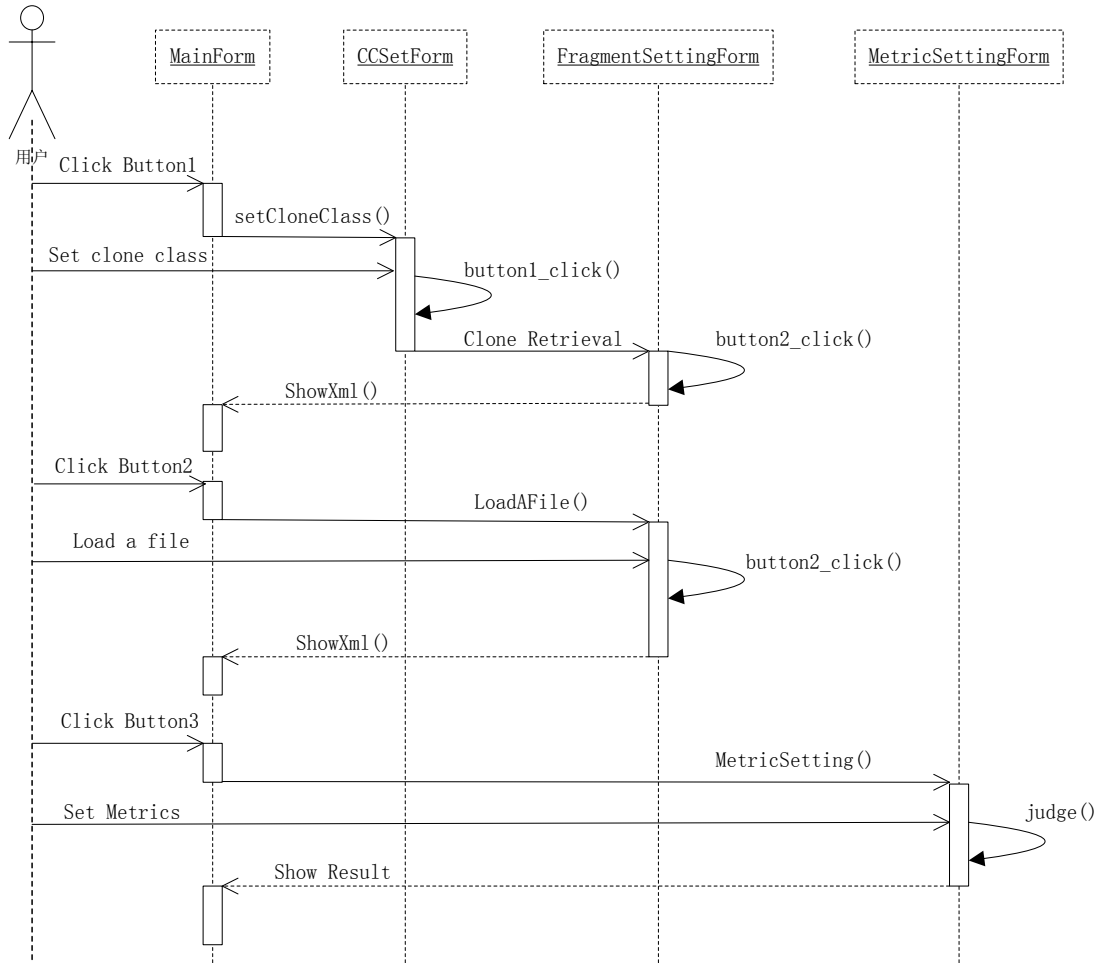 MainForm
CCSetForm
FragmentSettingForm
MetricSettingForm
用户
Click Button1
setCloneClass()
Set clone class
button1_click()
Clone Retrieval
button2_click()
ShowXml()
Click Button2
LoadAFile()
Load a file
button2_click()
ShowXml()
Click Button3
MetricSetting()
Set Metrics
judge()
Show Result